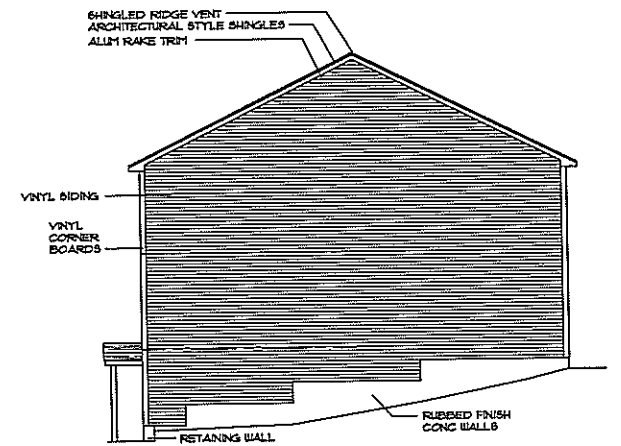 SHINGLED RIDGE VENT
ARCHITECTURAL STYLE SHINGLES
ALUM RAKE TRIM
VINYL SIDING
VINYL
CORNER
BOARDS
RUBBED FINISH
CONC WALLS
RETAINING WALL